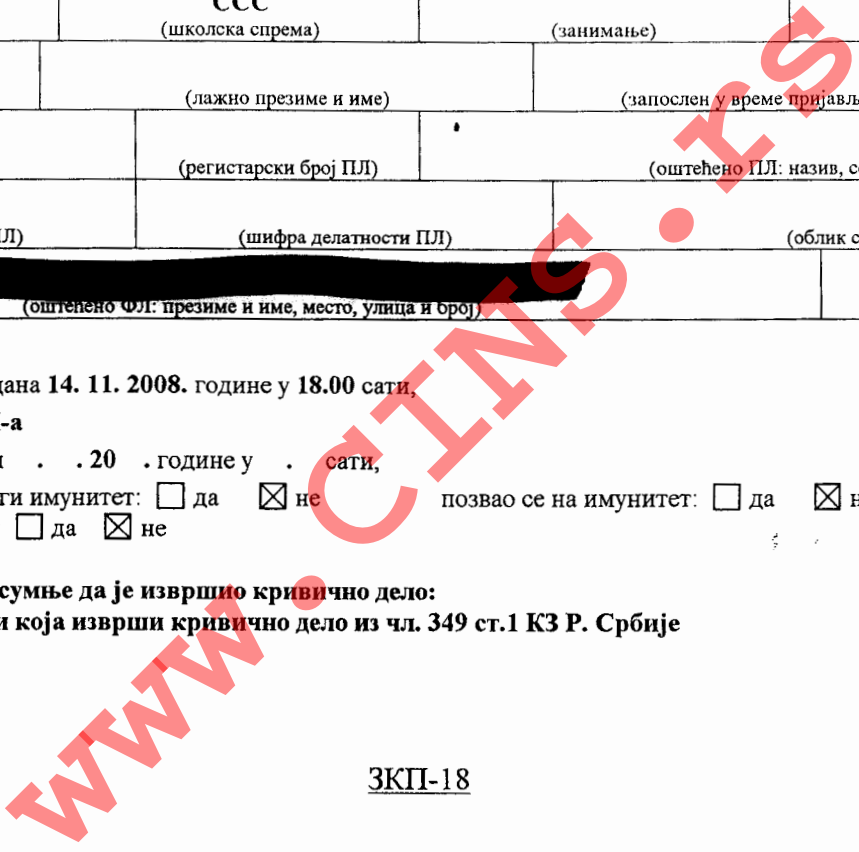 ССС
(школска спрема) (занимање)
(лажно презиме и име) (запослен у време пријављ
(регистарски број ПЛ) (оштећено ПЛ: назив, с
Л) (шифра делатности ПЛ) (облик с
(оштећено ФЛ: презиме и име, место, улица и број)
дана 14. 11. 2008. године у 18.00 сати,
-а
. . 20 . године у . сати,
ги имунитет: ☐ да ☒ не позвао се на имунитет: ☐ да ☒ н
☐ да ☒ не
сумње да је извршио кривично дело:
и која изврши кривично дело из чл. 349 ст.1 КЗ Р. Србије
ЗКП-18
www.CINS.rs